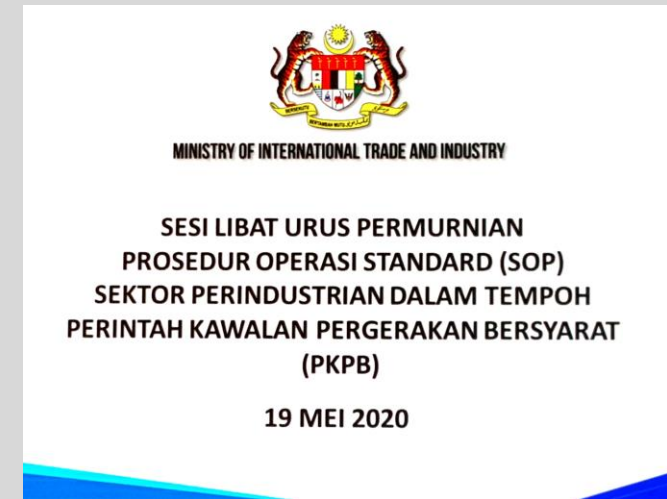 MINISTRY OF INTERNATIONAL TRADE AND INDUSTRY
SESI LIBAT URUS PERMURNIAN
PROSEDUR OPERASI STANDARD (SOP)
SEKTOR PERINDUSTRIAN DALAM TEMPOH
PERINTAH KAWALAN PERGERAKAN BERSYARAT
(PKPB)
19 MEI 2020